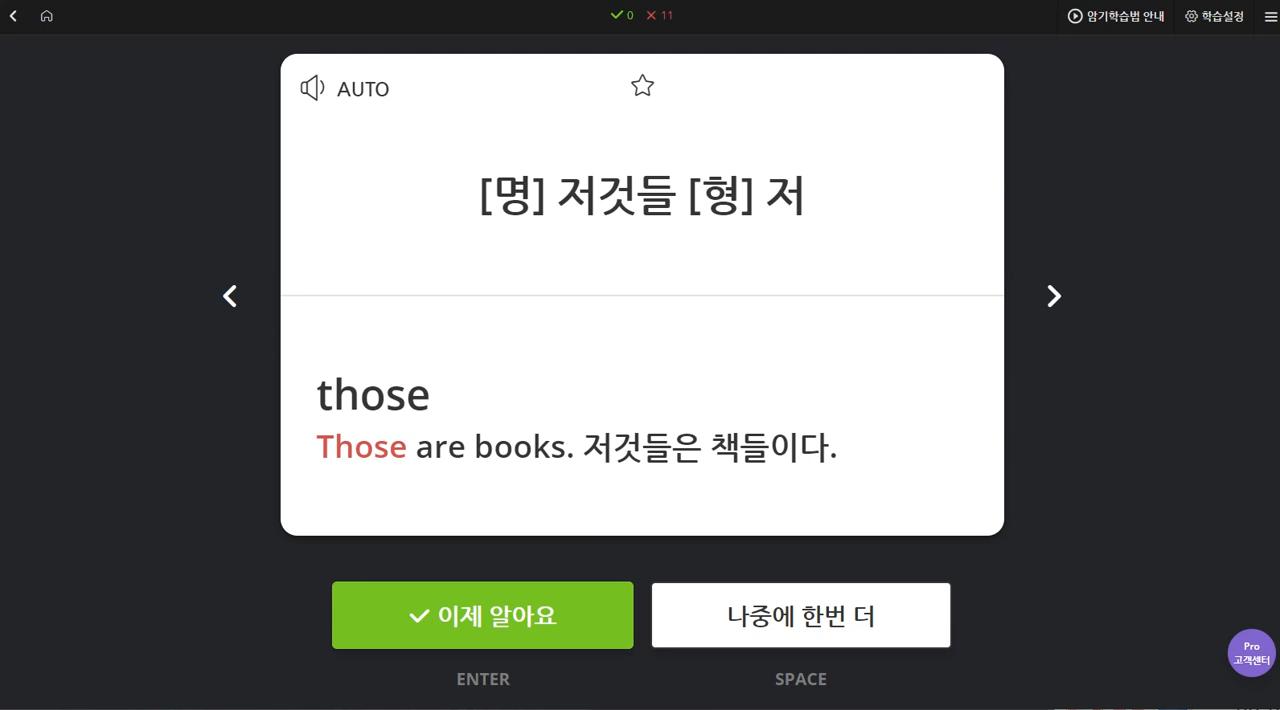 0 11 암기학습법 안내 학습설정
AUTO
[명] 저것들 [형] 저
those
Those are books. 저것들은 책들이다.
이제 알아요 나중에 한번 더
ENTER SPACE
Pro
고객센터